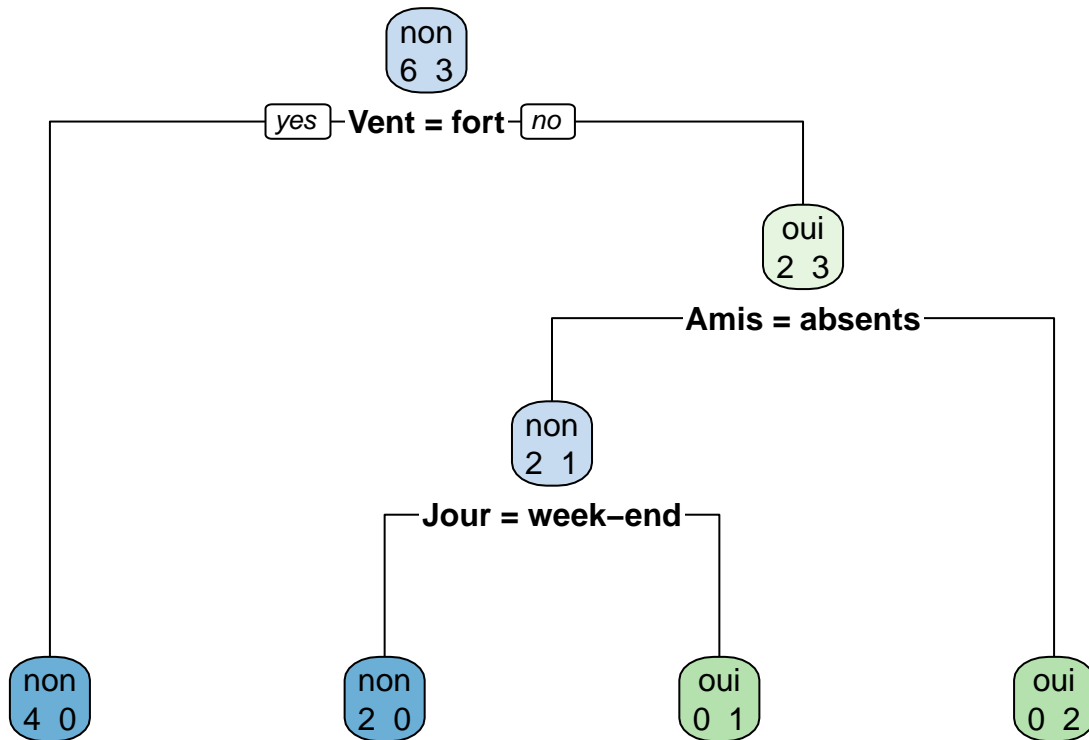 non
6 3
yes Vent = fort no
oui
2 3
Amis = absents
non
2 1
Jour = week−end
non
4 0
non
2 0
oui
0 1
oui
0 2